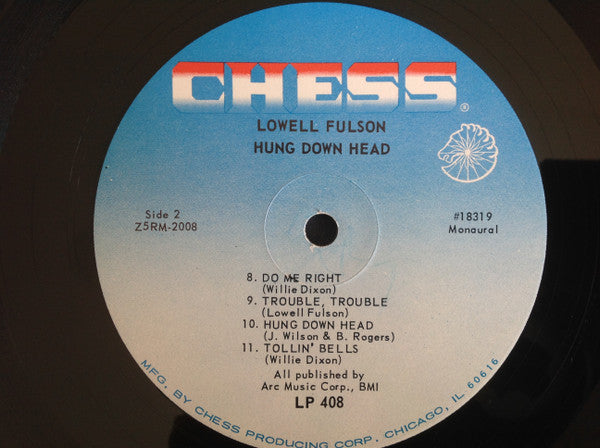 CHESS ®
LOWELL FULSON
HUNG DOWN HEAD
Side 2
Z5RM-2008
#18319
Monaural
8. DO ME RIGHT
(Willie Dixon)
9. TROUBLE, TROUBLE
(Lowell Fulson)
10. HUNG DOWN HEAD
(J. Wilson & B. Rogers)
11. TOLLIN' BELLS
(Willie Dixon)
All published by
Arc Music Corp., BMI
LP 408
MFG. BY CHESS PRODUCING CORP. CHICAGO, IL 60616